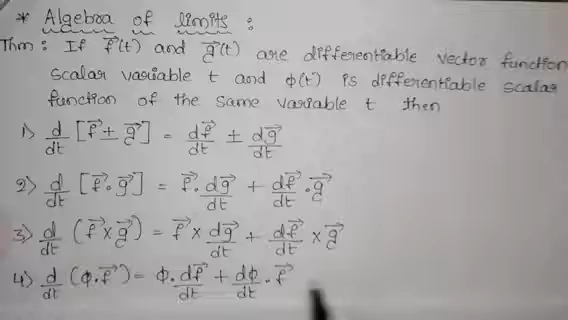 * Algebra of limits :
Thm : If f⃗(t) and g⃗(t) are differentiable vector function
scalar variable t and ϕ(t) is differentiable scalar
function of the same variable t then
1) d/dt [f⃗ ± g⃗] = df⃗/dt ± dg⃗/dt
2) d/dt [f⃗ . g⃗] = f⃗ . dg⃗/dt + df⃗/dt . g⃗
3) d/dt (f⃗ × g⃗) = f⃗ × dg⃗/dt + df⃗/dt × g⃗
4) d/dt (ϕ . f⃗) = ϕ . df⃗/dt + dϕ/dt . f⃗